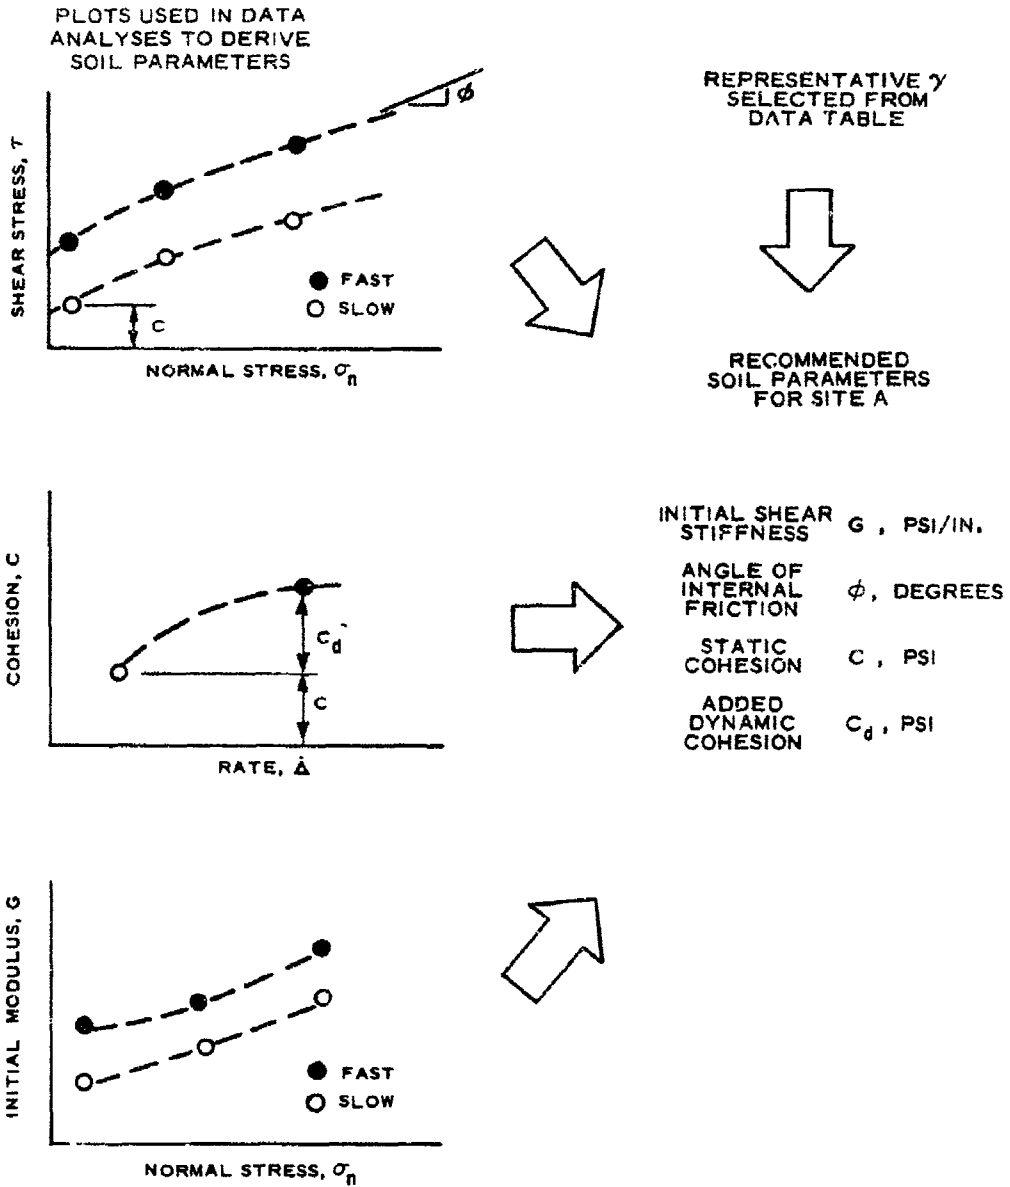 PLOTS USED IN DATA
ANALYSES TO DERIVE
SOIL PARAMETERS
SHEAR STRESS, τ
ϕ
FAST
SLOW
C
NORMAL STRESS, σn
REPRESENTATIVE γ
SELECTED FROM
DATA TABLE
RECOMMENDED
SOIL PARAMETERS
FOR SITE A
COHESION, C
Cd
C
RATE, Δ̇
INITIAL SHEAR
STIFFNESS
G , PSI/IN.
ANGLE OF
INTERNAL
FRICTION
ϕ, DEGREES
STATIC
COHESION
C , PSI
ADDED
DYNAMIC
COHESION
Cd , PSI
INITIAL MODULUS, G
FAST
SLOW
NORMAL STRESS, σn